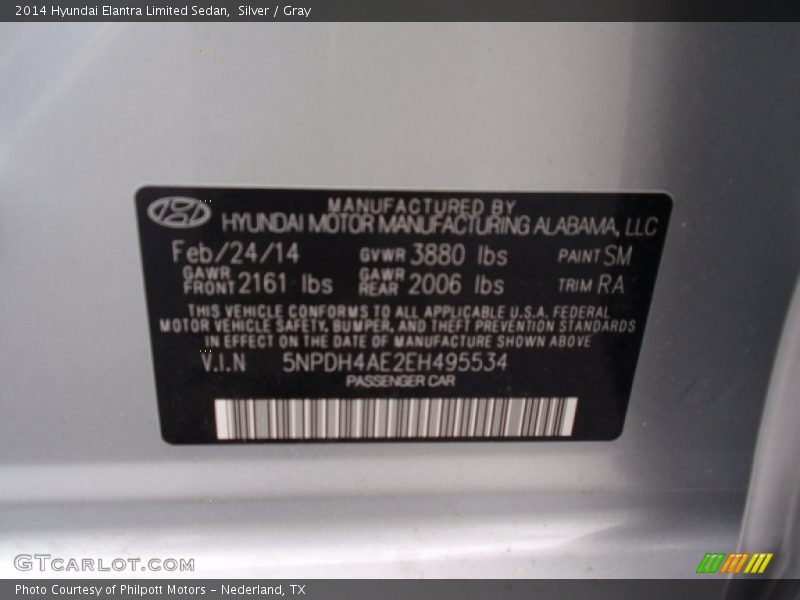 2014 Hyundai Elantra Limited Sedan, Silver / Gray
MANUFACTURED BY
HYUNDAI MOTOR MANUFACTURING ALABAMA, LLC
Feb/24/14 GVWR 3880 lbs PAINT SM
GAWR FRONT 2161 lbs GAWR REAR 2006 lbs TRIM RA
THIS VEHICLE CONFORMS TO ALL APPLICABLE U.S.A. FEDERAL
MOTOR VEHICLE SAFETY, BUMPER, AND THEFT PREVENTION STANDARDS
IN EFFECT ON THE DATE OF MANUFACTURE SHOWN ABOVE
V.I.N 5NPDH4AE2EH495534
PASSENGER CAR
GTCARLOT.COM
Photo Courtesy of Philpott Motors - Nederland, TX